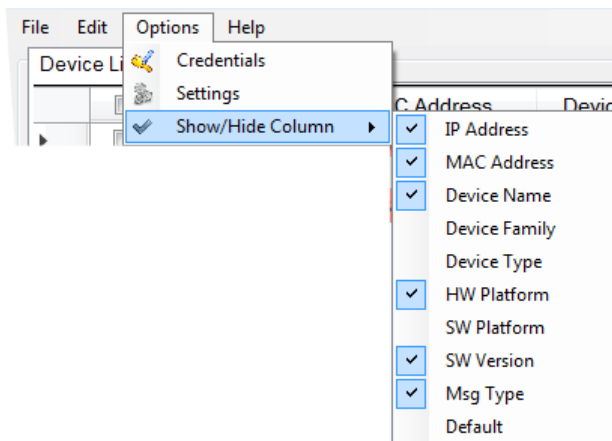 File Edit Options Help
Device Li
Credentials
Settings
C Address Devic
Show/Hide Column
IP Address
MAC Address
Device Name
Device Family
Device Type
HW Platform
SW Platform
SW Version
Msg Type
Default